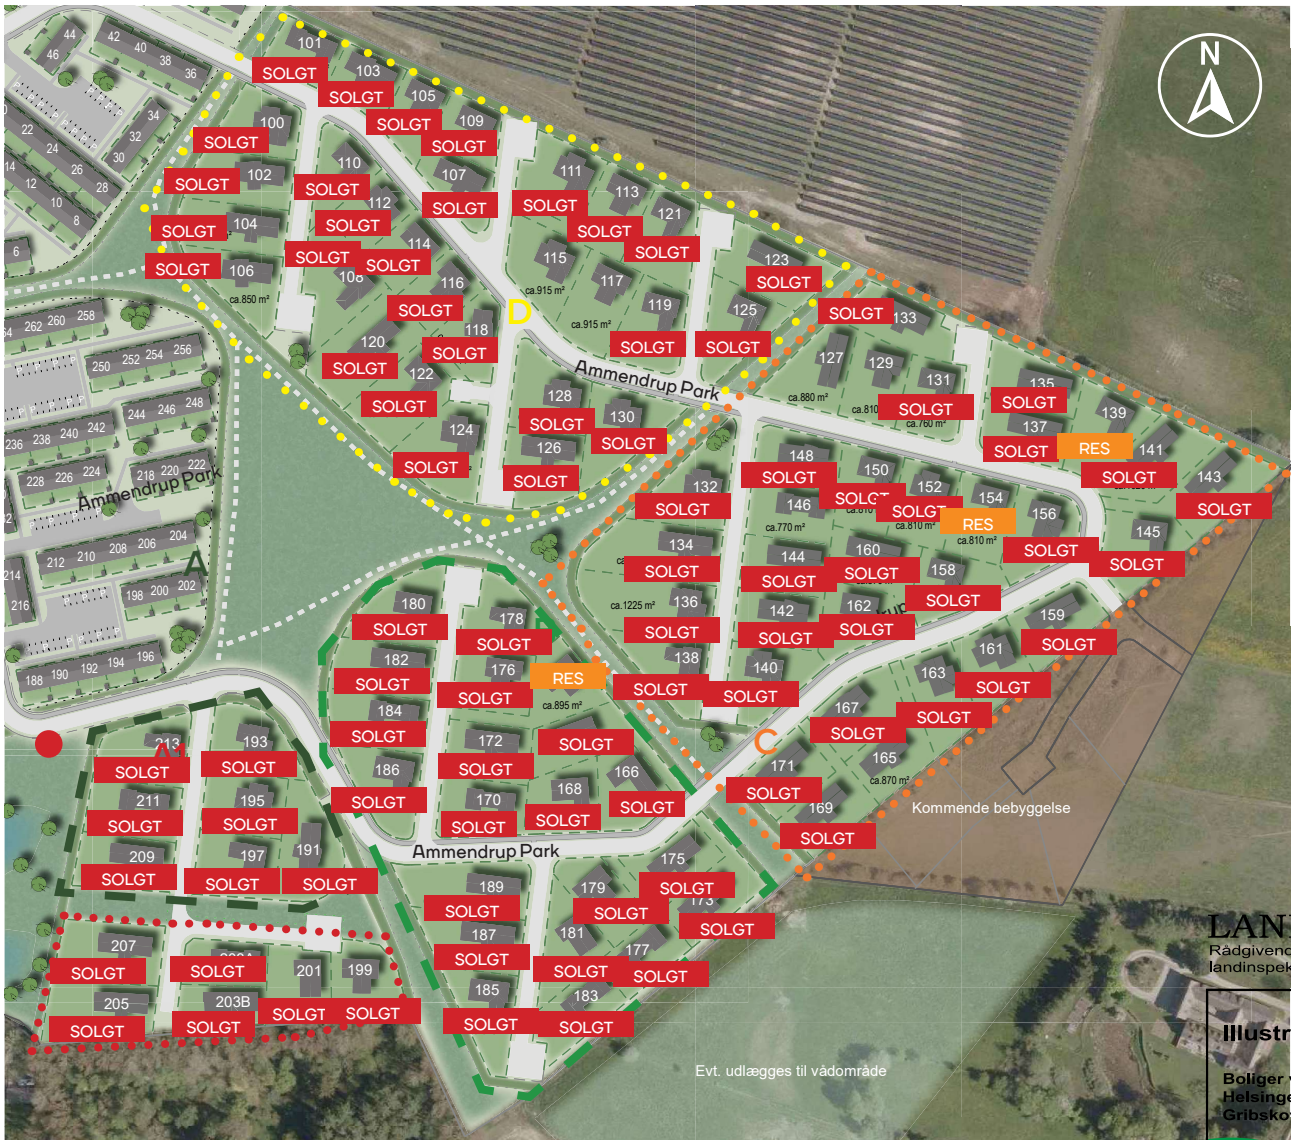 44
46
42
40
38
36
34
32
30
22
24
26
28
14
12
10
8
6
101
SOLGT
103
SOLGT
105
SOLGT
109
SOLGT
N
100
SOLGT
102
SOLGT
104
SOLGT
106
SOLGT
ca.850 m²
110
SOLGT
112
SOLGT
114
SOLGT
108
SOLGT
116
SOLGT
107
SOLGT
111
SOLGT
113
SOLGT
121
SOLGT
115
ca.915 m²
117
ca.915 m²
119
SOLGT
123
SOLGT
125
SOLGT
D
118
SOLGT
120
SOLGT
122
SOLGT
124
SOLGT
Ammendrup Park
128
SOLGT
130
SOLGT
126
SOLGT
133
SOLGT
127
ca.880 m²
129
ca.810
131
SOLGT
ca.760 m²
135
SOLGT
137
SOLGT
139
RES
141
SOLGT
143
SOLGT
145
SOLGT
262
260
258
250
252
254
256
244
246
248
236
238
240
242
228
226
224
218
220
222
Ammendrup Park
212
210
208
206
204
A
214
216
198
200
202
188
190
192
194
196
132
SOLGT
134
SOLGT
ca.1225 m²
136
SOLGT
138
SOLGT
148
SOLGT
150
SOLGT
152
SOLGT
ca.810 m²
154
RES
ca.810 m²
156
SOLGT
146
ca.770 m²
144
SOLGT
160
SOLGT
158
SOLGT
142
SOLGT
162
SOLGT
140
SOLGT
159
SOLGT
161
SOLGT
163
SOLGT
167
SOLGT
165
ca.870 m²
C
171
SOLGT
169
SOLGT
Kommende bebyggelse
180
SOLGT
182
SOLGT
184
SOLGT
186
SOLGT
178
SOLGT
176
SOLGT
RES
ca.895 m²
172
SOLGT
SOLGT
170
SOLGT
168
SOLGT
166
SOLGT
Ammendrup Park
213
SOLGT
193
SOLGT
211
SOLGT
195
SOLGT
209
SOLGT
197
SOLGT
191
SOLGT
207
SOLGT
SOLGT
201
SOLGT
199
SOLGT
205
SOLGT
203B
SOLGT
189
SOLGT
187
SOLGT
185
SOLGT
175
SOLGT
173
SOLGT
179
SOLGT
181
SOLGT
177
SOLGT
183
SOLGT
Evt. udlægges til vådområde
LAN
Rådgivend
landinspek
Illustr
Boliger v
Helsinge
Gribsko